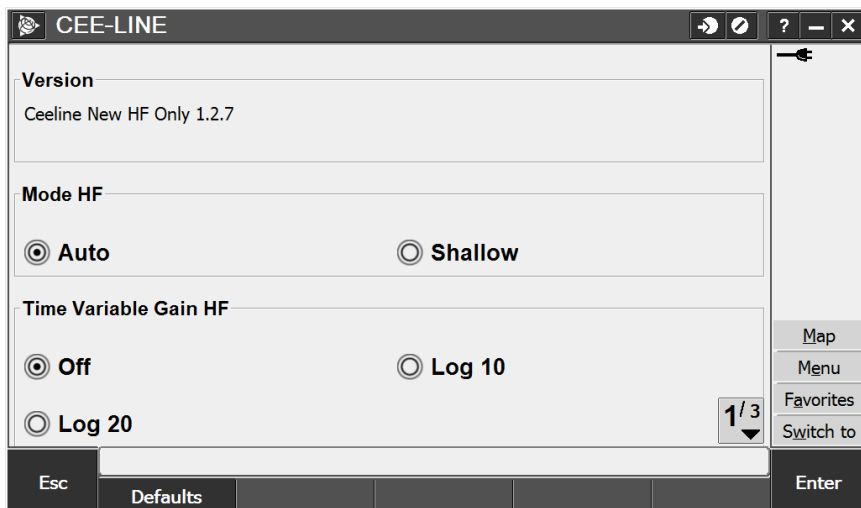 CEE-LINE
?
Version
Ceeline New HF Only 1.2.7
Mode HF
Auto
Shallow
Time Variable Gain HF
Off
Log 10
Log 20
1/3
Map
Menu
Favorites
Switch to
Esc
Defaults
Enter